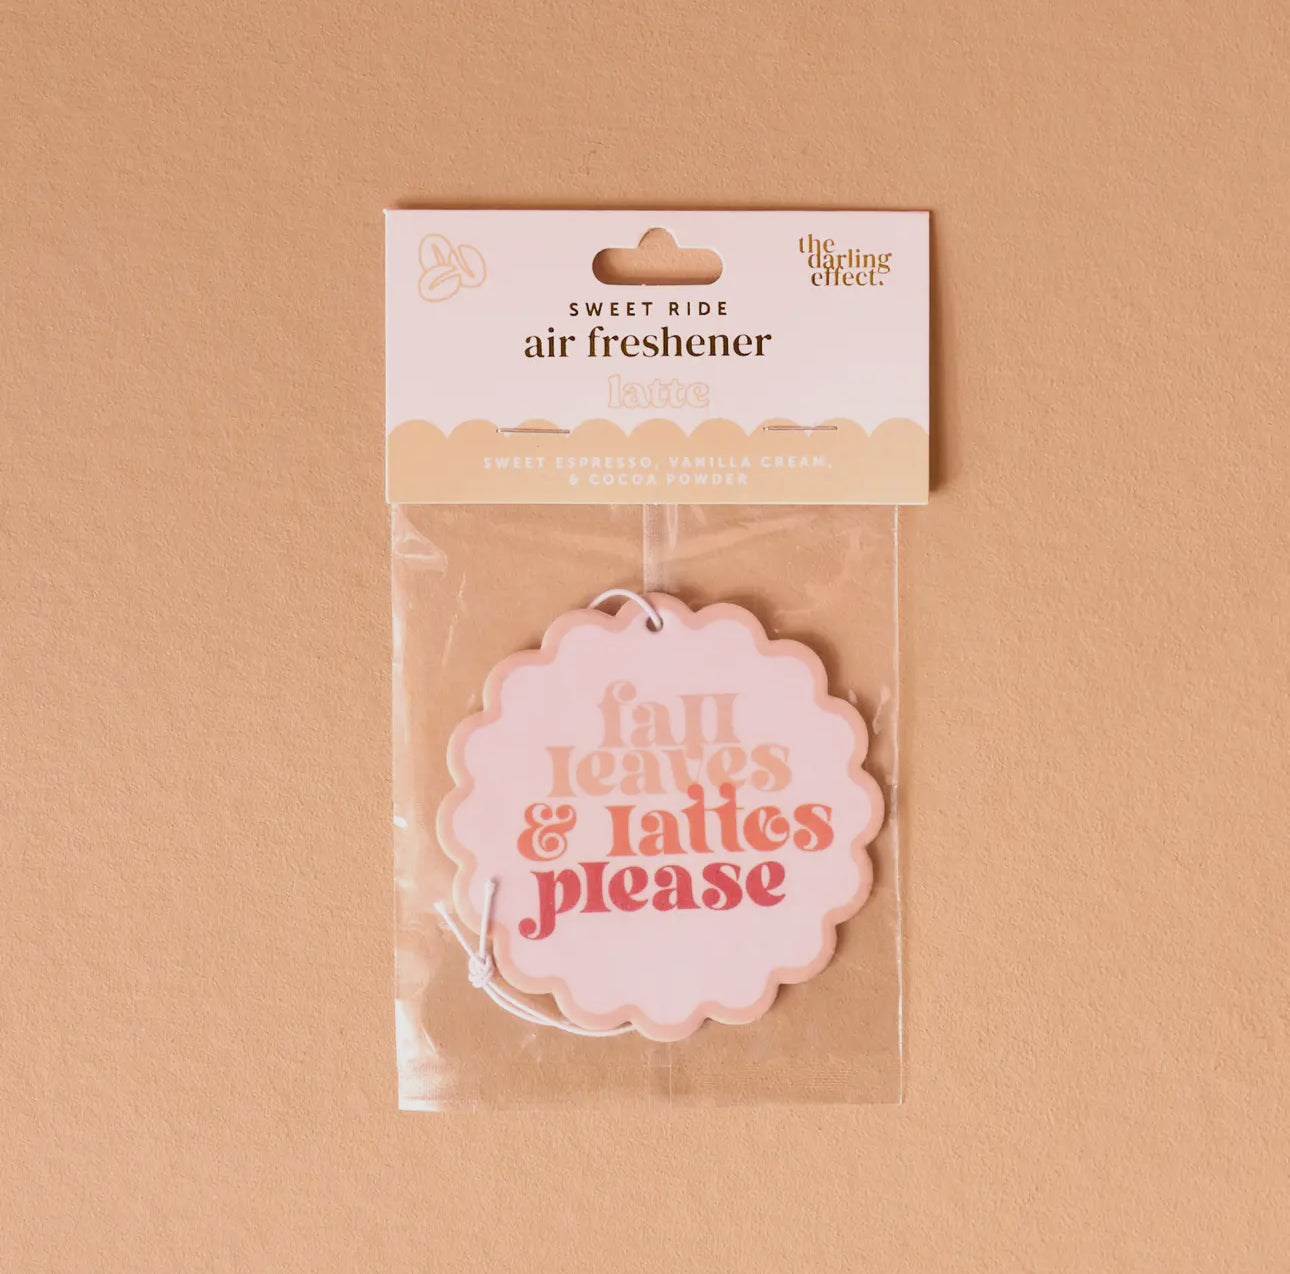 the
darling
effect.
SWEET RIDE
air freshener
latte
SWEET ESPRESSO, VANILLA CREAM,
& COCOA POWDER
fall
leaves
& lattes
please